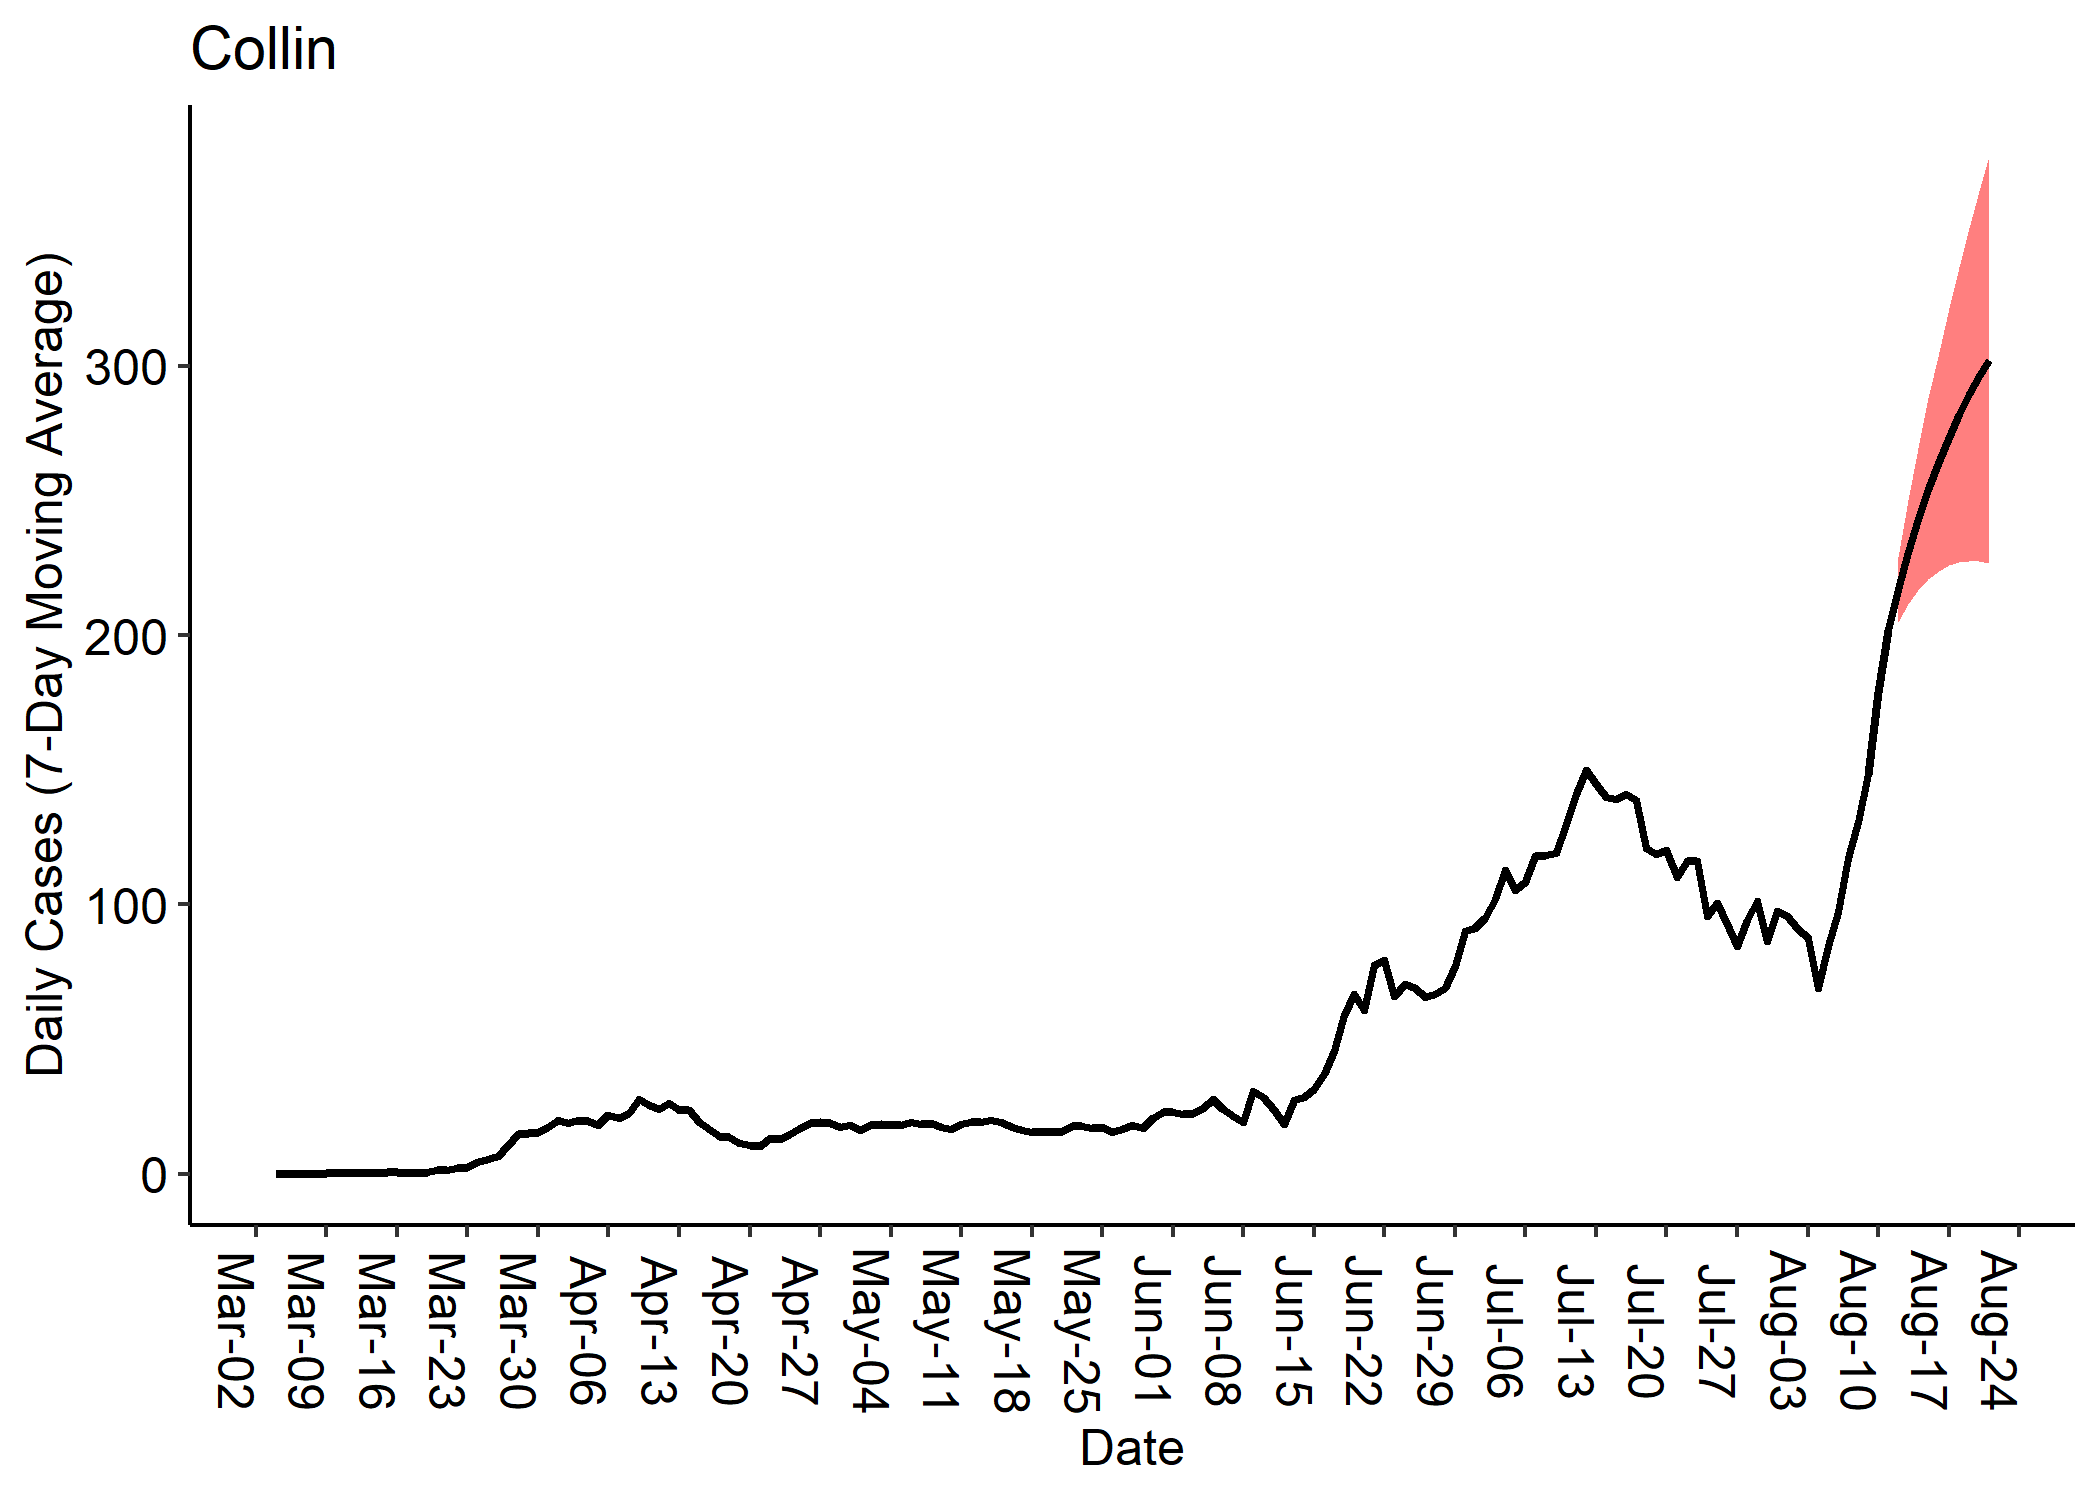 Collin
Daily Cases (7-Day Moving Average)
300
200
100
0
Mar-02
Mar-09
Mar-16
Mar-23
Mar-30
Apr-06
Apr-13
Apr-20
Apr-27
May-04
May-11
May-18
May-25
Jun-01
Jun-08
Jun-15
Jun-22
Jun-29
Jul-06
Jul-13
Jul-20
Jul-27
Aug-03
Aug-10
Aug-17
Aug-24
Date